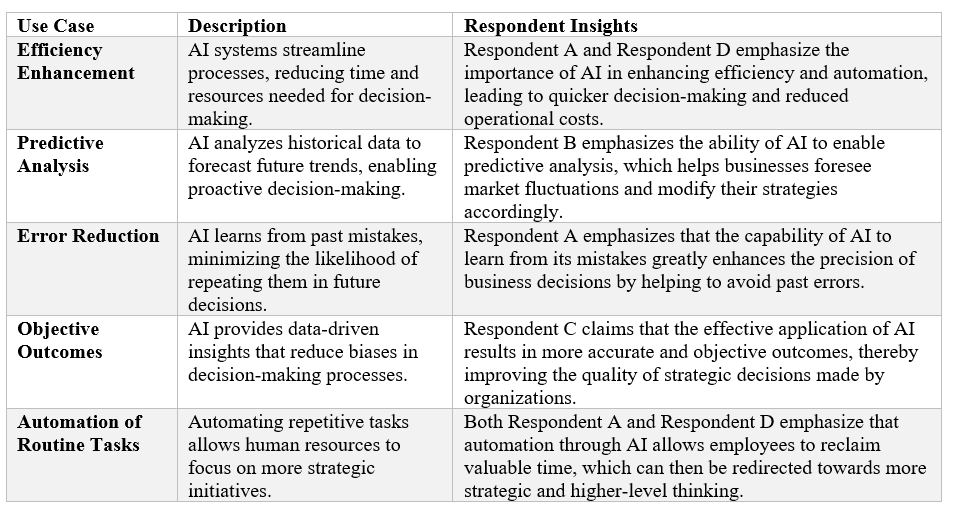 Use Case
Description
Respondent Insights
Efficiency
Enhancement
AI systems streamline
processes, reducing time and
resources needed for decision-
making.
Respondent A and Respondent D emphasize the
importance of AI in enhancing efficiency and automation,
leading to quicker decision-making and reduced
operational costs.
Predictive
Analysis
AI analyzes historical data to
forecast future trends, enabling
proactive decision-making.
Respondent B emphasizes the ability of AI to enable
predictive analysis, which helps businesses foresee
market fluctuations and modify their strategies
accordingly.
Error Reduction
AI learns from past mistakes,
minimizing the likelihood of
repeating them in future
decisions.
Respondent A emphasizes that the capability of AI to
learn from its mistakes greatly enhances the precision of
business decisions by helping to avoid past errors.
Objective
Outcomes
AI provides data-driven
insights that reduce biases in
decision-making processes.
Respondent C claims that the effective application of AI
results in more accurate and objective outcomes, thereby
improving the quality of strategic decisions made by
organizations.
Automation of
Routine Tasks
Automating repetitive tasks
allows human resources to
focus on more strategic
initiatives.
Both Respondent A and Respondent D emphasize that
automation through AI allows employees to reclaim
valuable time, which can then be redirected towards more
strategic and higher-level thinking.